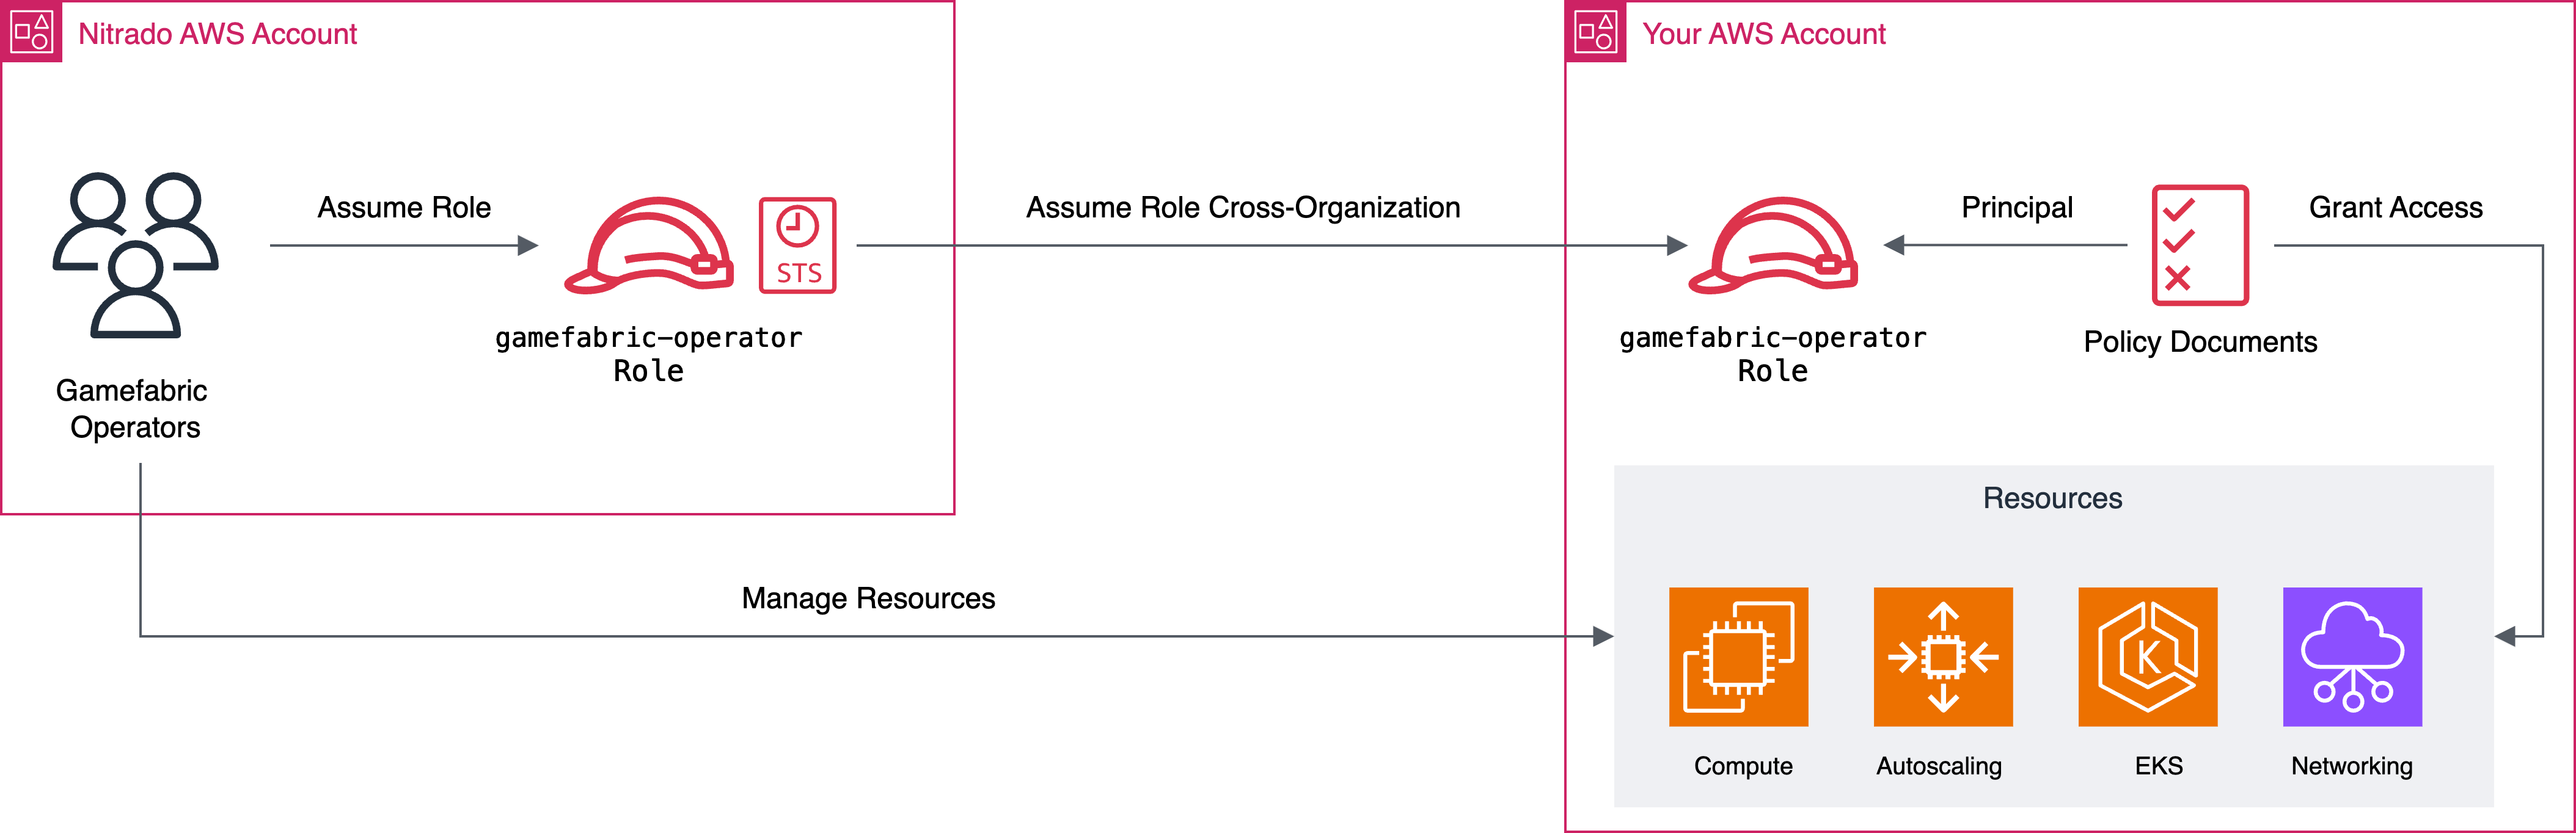 Nitrado AWS Account
Your AWS Account
Assume Role
STS
gamefabric-operator
Role
Gamefabric
Operators
Assume Role Cross-Organization
gamefabric-operator
Role
Principal
Policy Documents
Grant Access
Manage Resources
Resources
K
Compute
Autoscaling
EKS
Networking